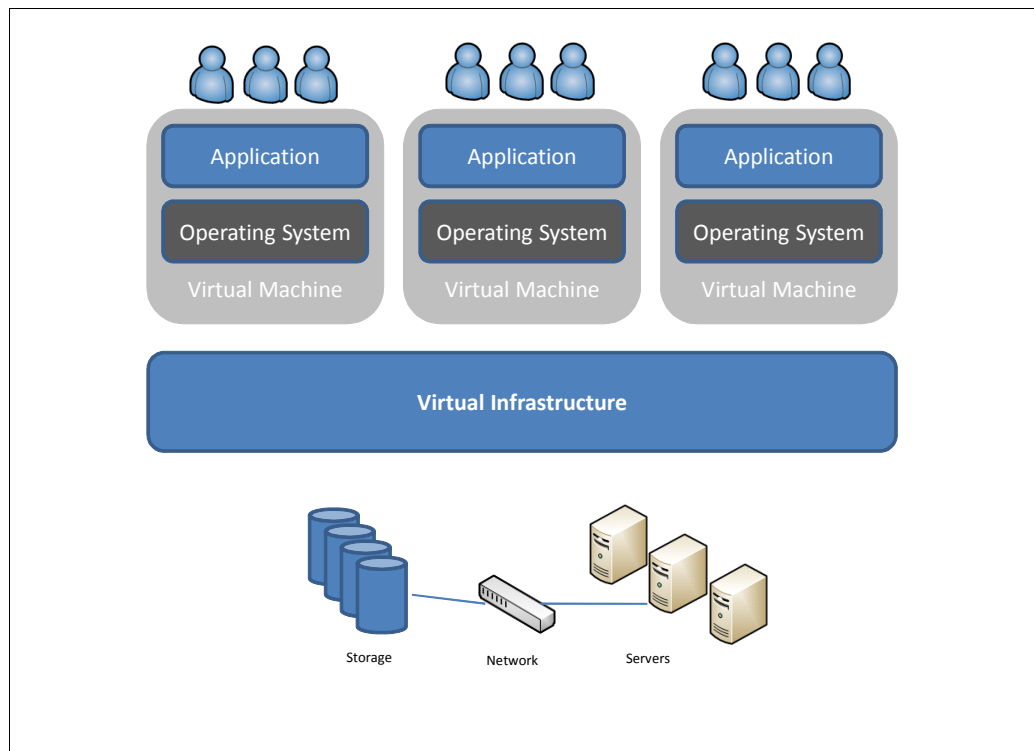 Application
Application
Application
Operating System
Operating System
Operating System
Virtual Machine
Virtual Machine
Virtual Machine
Virtual Infrastructure
Storage
Network
Servers